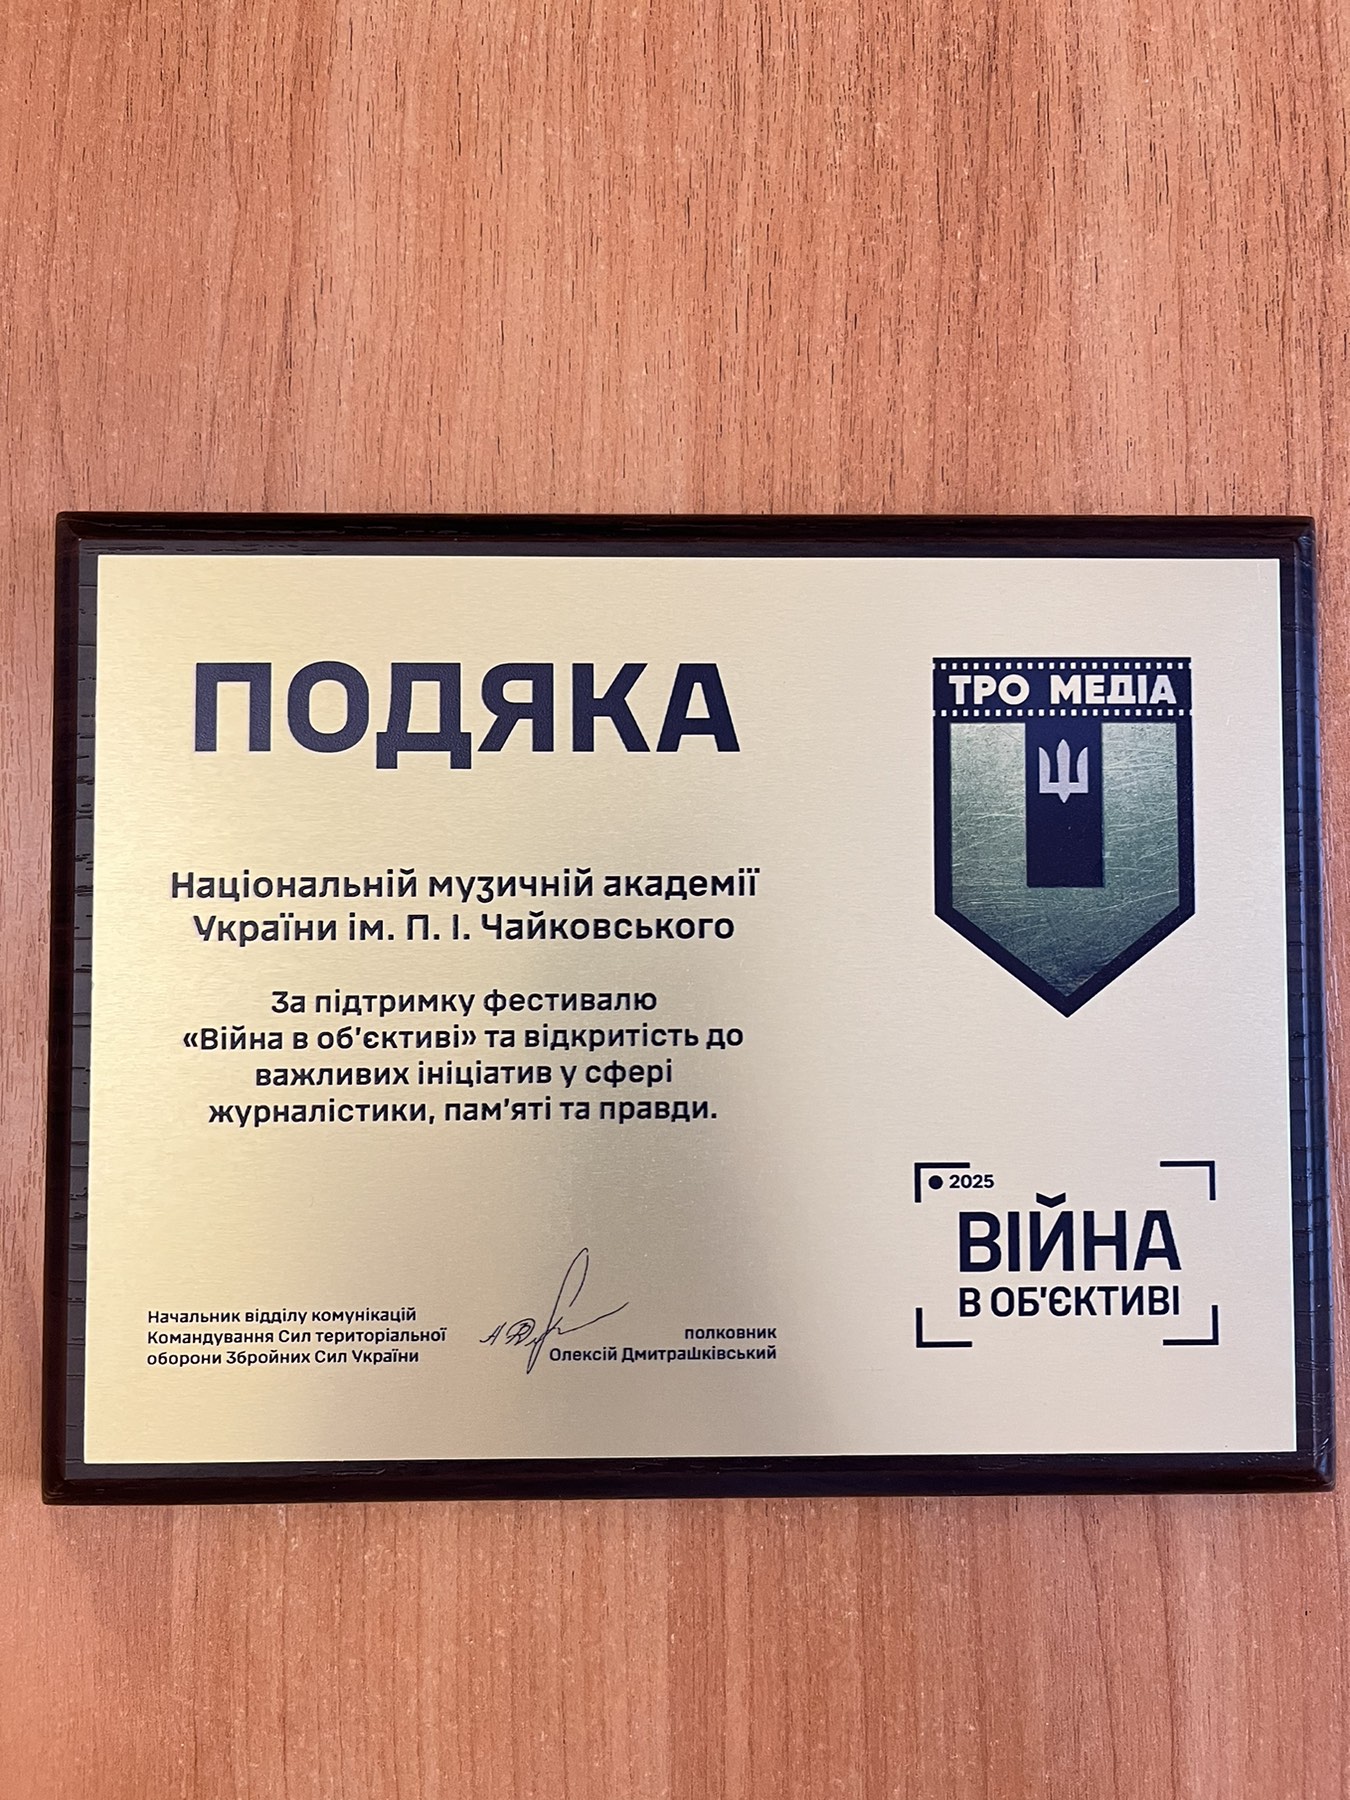 ПОДЯКА
Національній музичній академії
України ім. П. І. Чайковського
За підтримку фестивалю
«Війна в об'єктиві» та відкритість до
важливих ініціатив у сфері
журналістики, пам'яті та правди.
Начальник відділу комунікацій
Командування Сил територіальної
оборони Збройних Сил України
полковник
Олексій Дмитрашківський
ТРО МЕДІА
2025
ВІЙНА
В ОБ'ЄКТИВІ